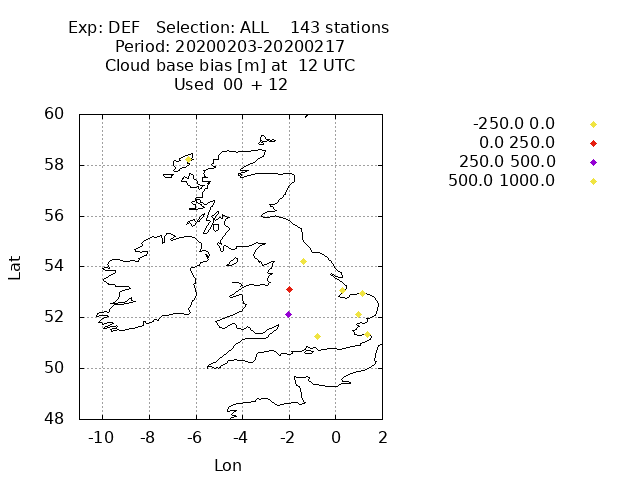 Exp: DEF Selection: ALL 143 stations
Period: 20200203-20200217
Cloud base bias [m] at 12 UTC
Used 00 + 12
-250.0 0.0
0.0 250.0
250.0 500.0
500.0 1000.0
60
58
56
54
52
50
48
Lat
-10 -8 -6 -4 -2 0 2
Lon